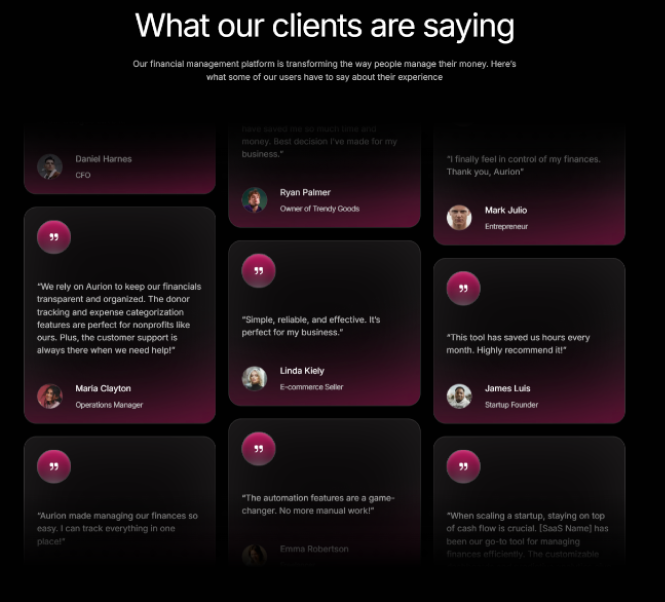 What our clients are saying
Our financial management platform is transforming the way people manage their money. Here's
what some of our users have to say about their experience
Daniel Harnes
CFO
"We rely on Aurion to keep our financials
transparent and organized. The donor
tracking and expense categorization
features are perfect for nonprofits like
ours. Plus, the customer support is
always there when we need help!"
Maria Clayton
Operations Manager
"Aurion made managing our finances so
easy. I can track everything in one
place!"
have saved me so much time and
money. Best decision I've made for my
business."
Ryan Palmer
Owner of Trendy Goods
"Simple, reliable, and effective. It's
perfect for my business."
Linda Kiely
E-commerce Seller
"The automation features are a game-
changer. No more manual work!"
Emma Robertson
"I finally feel in control of my finances.
Thank you, Aurion"
Mark Julio
Entrepreneur
"This tool has saved us hours every
month. Highly recommend it!"
James Luis
Startup Founder
"When scaling a startup, staying on top
of cash flow is crucial. [SaaS Name] has
been our go-to tool for managing
finances efficiently. The customizable